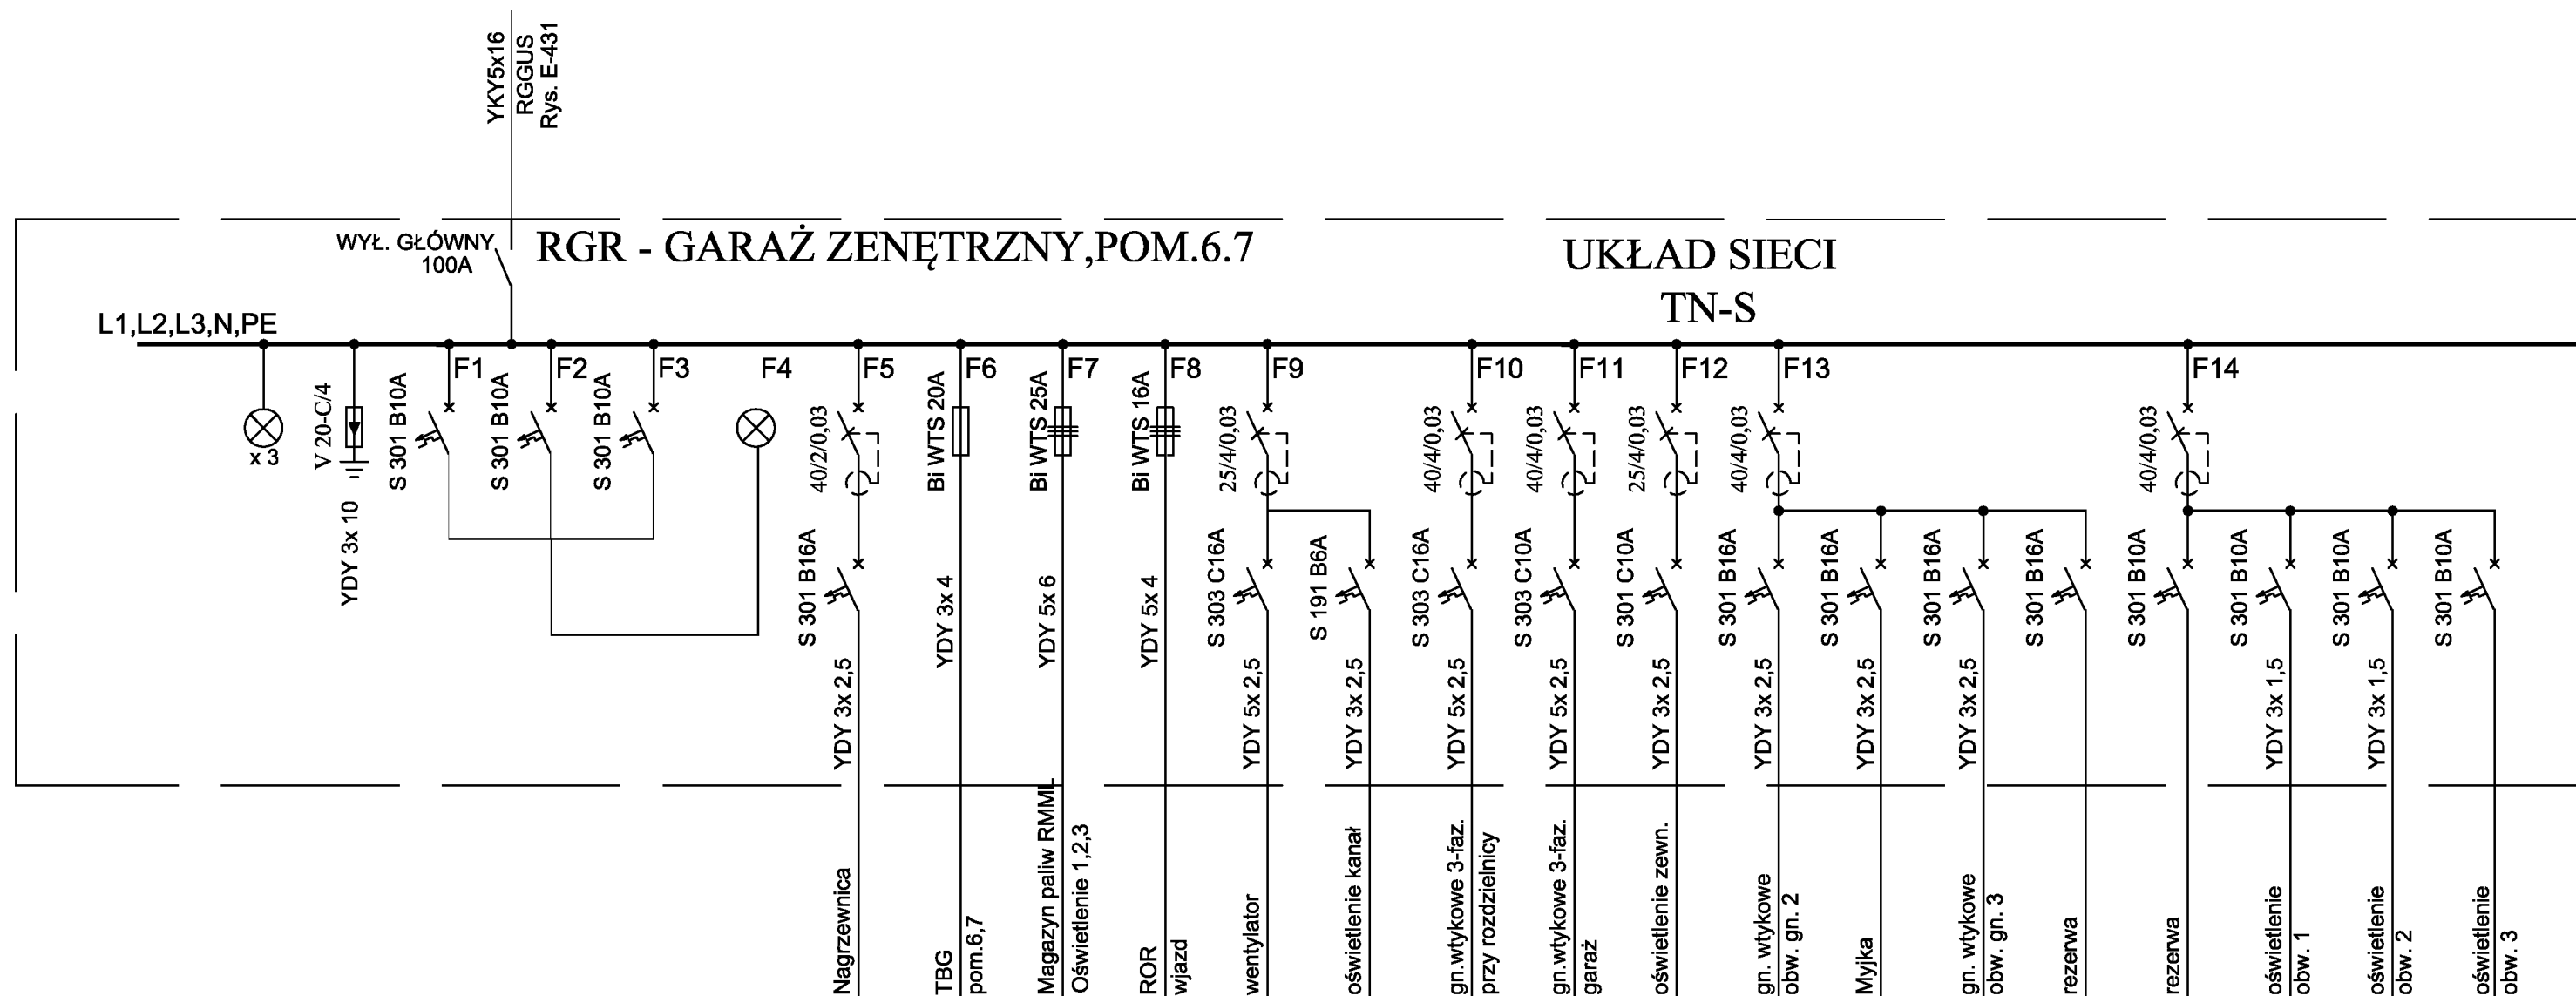 YKY5x16
RGGUS
Rys. E-431
WYŁ. GŁÓWNY
100A
RGR - GARAŻ ZENĘTRZNY,POM.6.7
UKŁAD SIECI
TN-S
L1,L2,L3,N,PE
F1
F2
F3
F4
F5
F6
F7
F8
F9
F10
F11
F12
F13
F14
x 3
V 20-C/4
YDY 3x 10
S 301 B10A
S 301 B10A
S 301 B10A
40/2/0,03
Bi WTS 20A
Bi WTS 25A
Bi WTS 16A
25/4/0,03
40/4/0,03
40/4/0,03
25/4/0,03
40/4/0,03
40/4/0,03
S 301 B16A
S 303 C16A
S 191 B6A
S 303 C16A
S 303 C10A
S 301 C10A
S 301 B16A
S 301 B16A
S 301 B16A
S 301 B16A
S 301 B10A
S 301 B10A
S 301 B10A
S 301 B10A
YDY 3x 2,5
YDY 3x 4
YDY 5x 6
YDY 5x 4
YDY 5x 2,5
YDY 3x 2,5
YDY 5x 2,5
YDY 5x 2,5
YDY 3x 2,5
YDY 3x 2,5
YDY 3x 2,5
YDY 3x 2,5
YDY 3x 1,5
YDY 3x 1,5
Nagrzewnica
TBG
pom.6,7
Magazyn paliw RMML
Oświetlenie 1,2,3
ROR
wjazd
wentylator
oświetlenie kanał
gn.wtykowe 3-faz.
przy rozdzielnicy
gn.wtykowe 3-faz.
garaż
oświetlenie zewn.
gn. wtykowe
obw. gn. 2
Myjka
gn. wtykowe
obw. gn. 3
rezerwa
rezerwa
oświetlenie
obw. 1
oświetlenie
obw. 2
oświetlenie
obw. 3